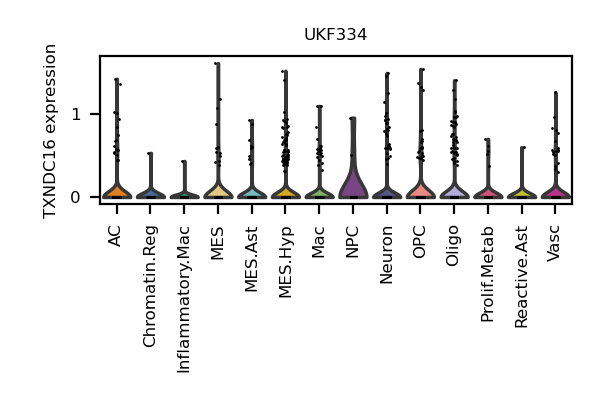 UKF334
TXNDC16 expression
1
0
AC
Chromatin.Reg
Inflammatory.Mac
MES
MES.Ast
MES.Hyp
Mac
NPC
Neuron
OPC
Oligo
Prolif.Metab
Reactive.Ast
Vasc